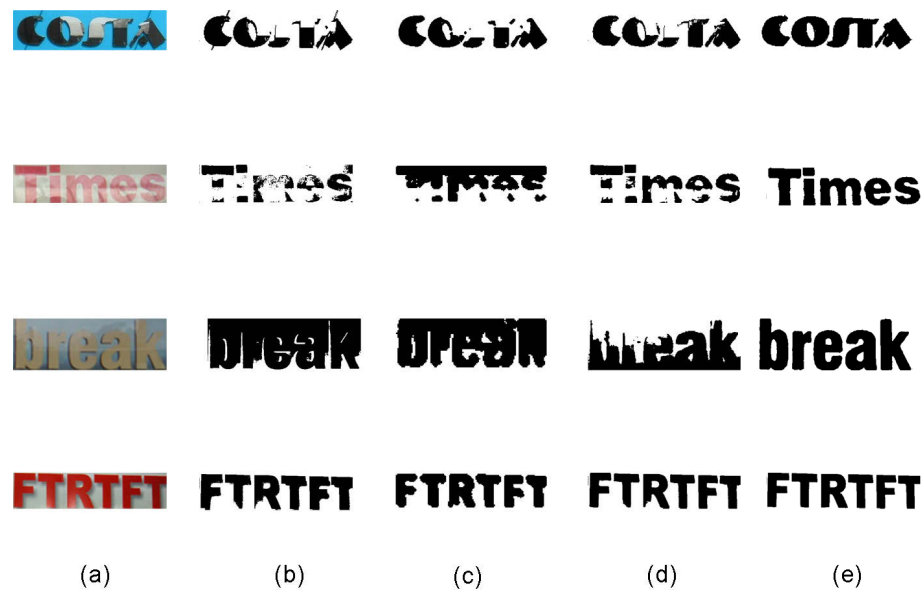 COSTA COSTA COSTA COSTA COSTA
Times Times Times Times Times
break break break break break
FTRTFT FTRTFT FTRTFT FTRTFT FTRTFT
(a) (b) (c) (d) (e)